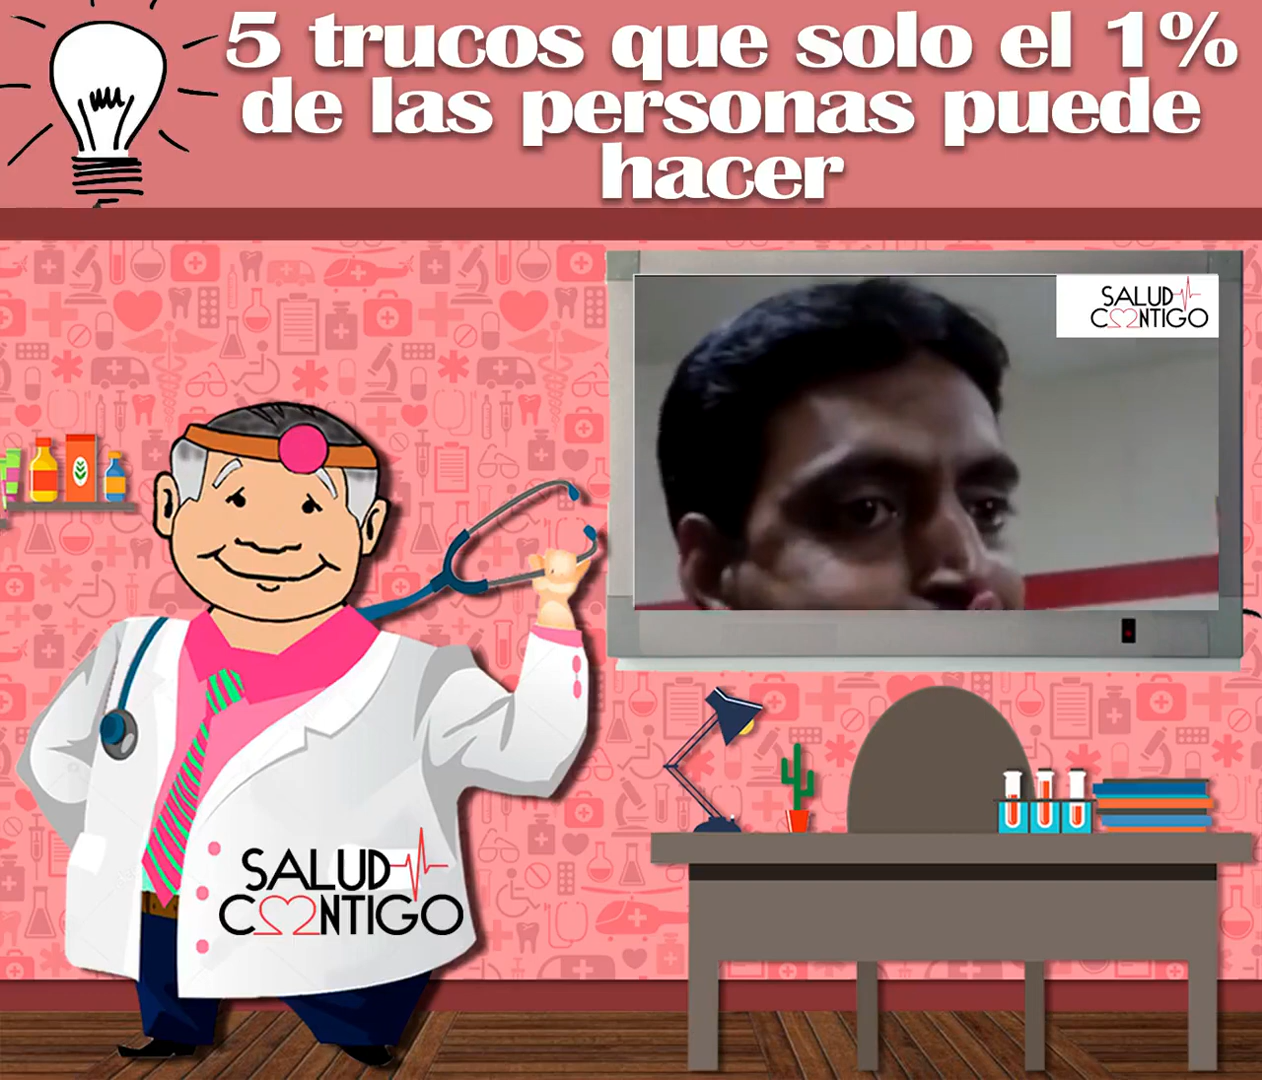 5 trucos que solo el 1%
de las personas puede
hacer
SALUD
CONTIGO
SALUD
CONTIGO